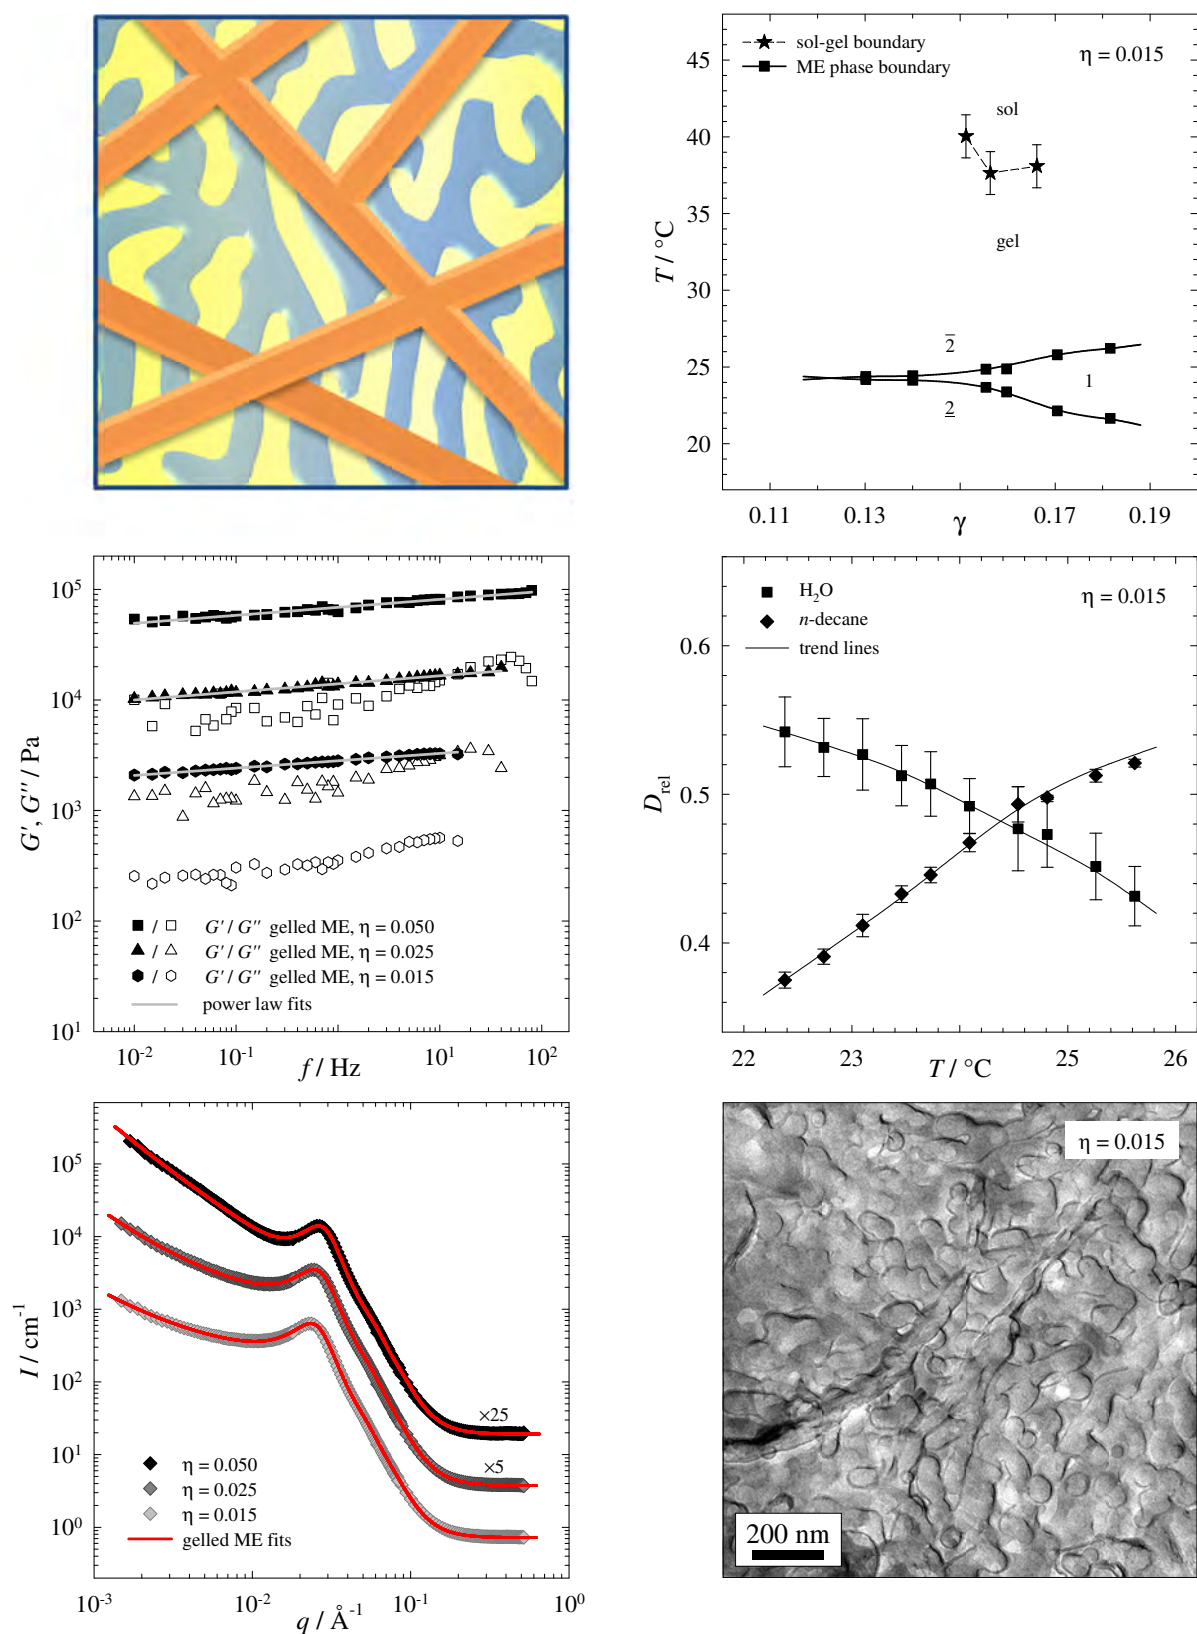 sol-gel boundary
ME phase boundary
η = 0.015
45
40
35
30
25
20
T / °C
sol
gel
2̅
1
2̲
0.11
0.13
0.15
0.17
0.19
γ
10⁵
10⁴
10³
10²
10¹
G′, G″ / Pa
■ / □ G′ / G″ gelled ME, η = 0.050
▲ / △ G′ / G″ gelled ME, η = 0.025
⬢ / ⬡ G′ / G″ gelled ME, η = 0.015
power law fits
10⁻²
10⁻¹
10⁰
10¹
10²
f / Hz
H₂O
n-decane
trend lines
η = 0.015
0.6
0.5
0.4
D_rel
22
23
24
25
26
T / °C
10⁵
10⁴
10³
10²
10¹
10⁰
I / cm⁻¹
×25
×5
η = 0.050
η = 0.025
η = 0.015
gelled ME fits
10⁻³
10⁻²
10⁻¹
10⁰
q / Å⁻¹
η = 0.015
200 nm